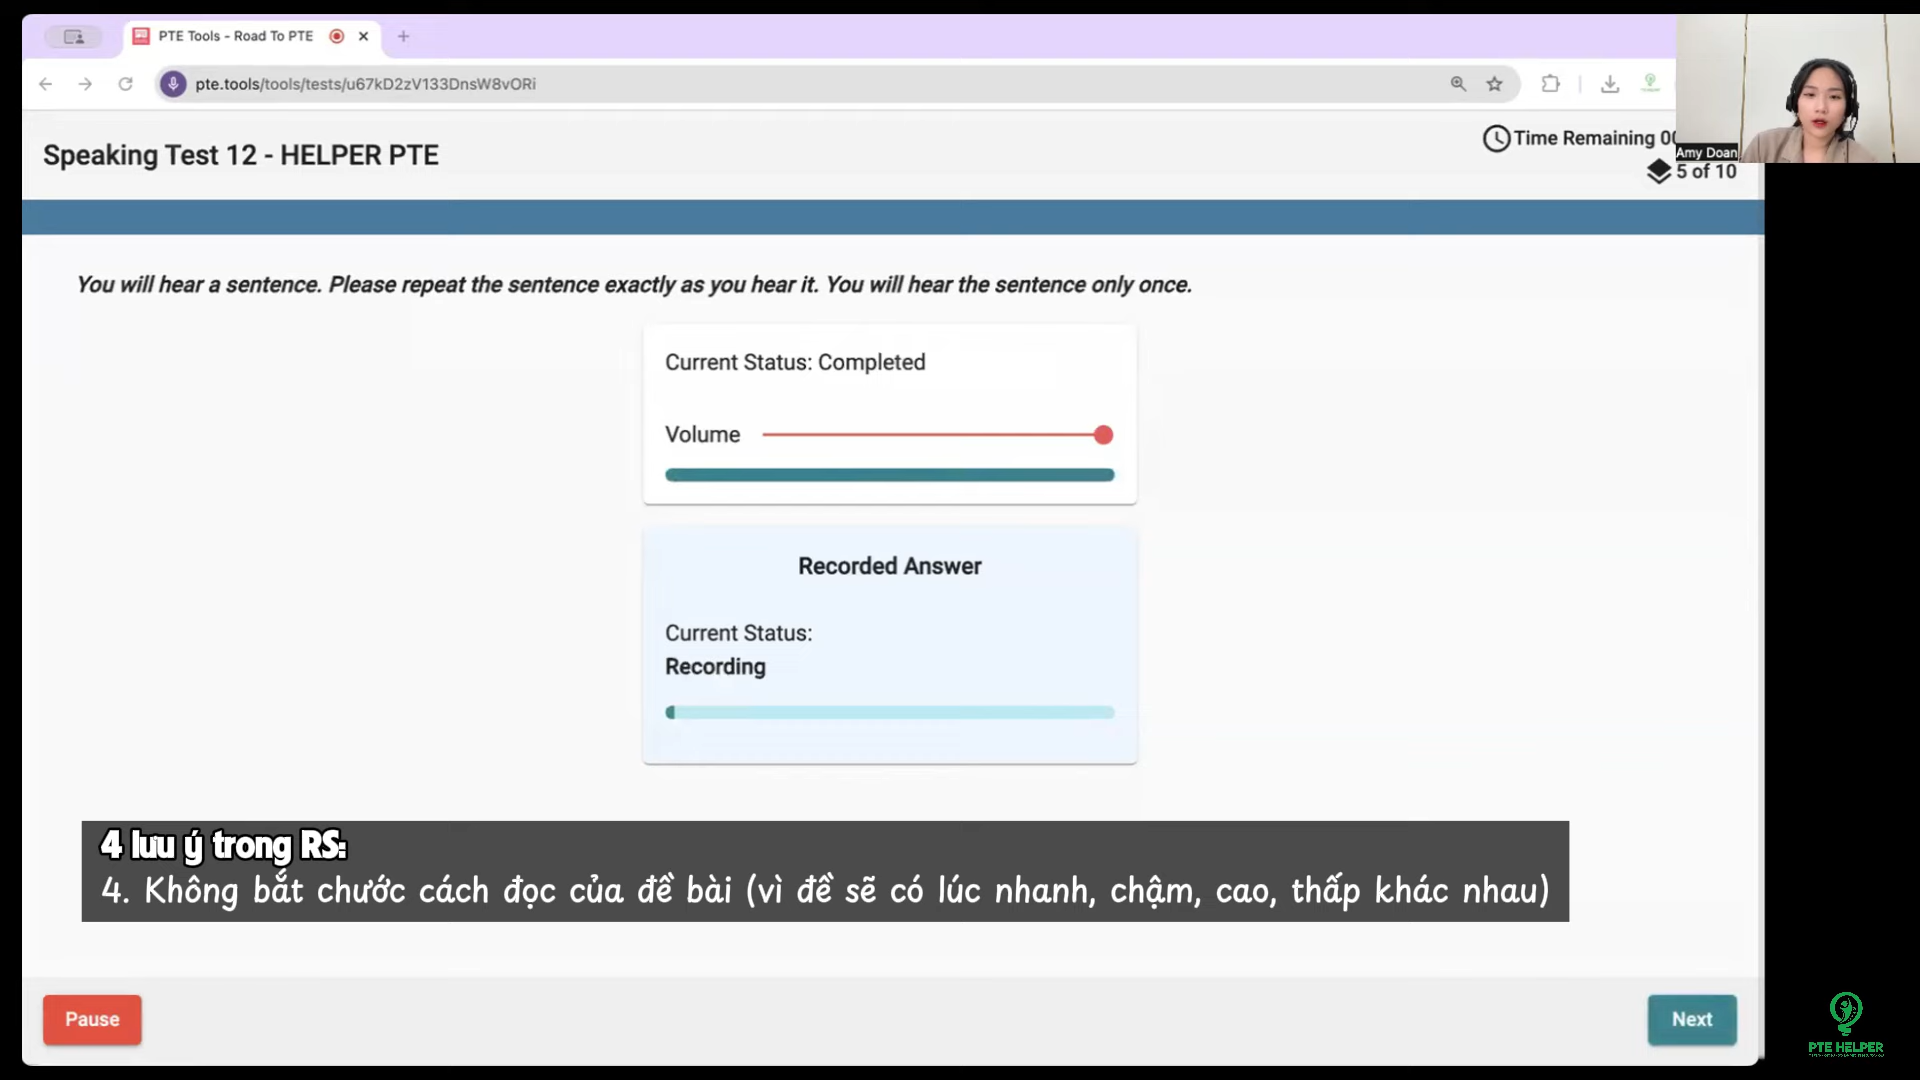 PTE Tools - Road To PTE
pte.tools/tools/tests/u67kD2zV133DnsW8vORi
Speaking Test 12 - HELPER PTE
Time Remaining 00
Amy Doan
5 of 10
You will hear a sentence. Please repeat the sentence exactly as you hear it. You will hear the sentence only once.
Current Status: Completed
Volume
Recorded Answer
Current Status:
Recording
4 lưu ý trong RS:
4. Không bắt chước cách đọc của đề bài (vì đề sẽ có lúc nhanh, chậm, cao, thấp khác nhau)
Pause
Next
PTE HELPER